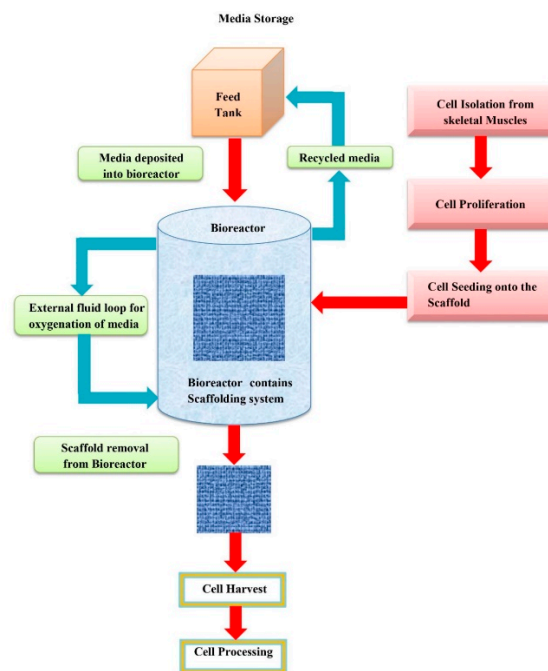 Media Storage
Feed
Tank
Cell Isolation from
skeletal Muscles
Media deposited
into bioreactor
Recycled media
Cell Proliferation
Bioreactor
Cell Seeding onto the
Scaffold
External fluid loop for
oxygenation of media
Bioreactor contains
Scaffolding system
Scaffold removal
from Bioreactor
Cell Harvest
Cell Processing